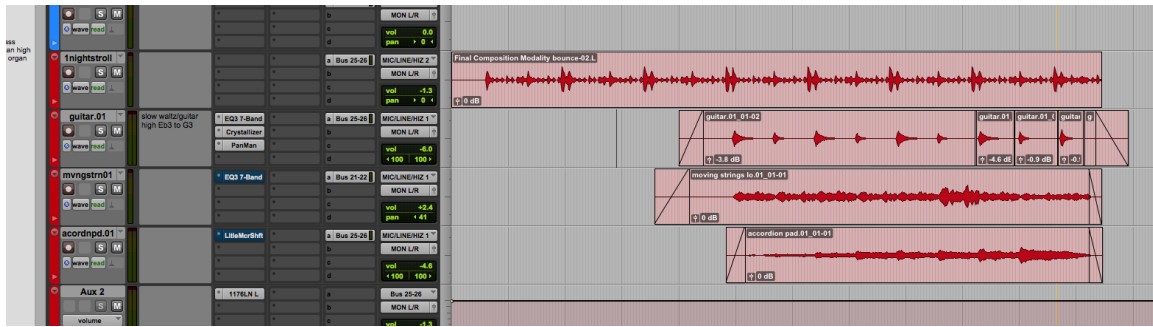 ass
an high
organ
S M
wave read
b
c
d
MON L/R
vol 0.0
pan 0
1nightstroll
S M
wave read
a Bus 25-26
b
c
d
MIC/LINE/HIZ 2
MON L/R
vol -1.3
pan 0
Final Composition Modality bounce-02.L
0 dB
guitar.01
S M
wave read
slow waltz/guitar
high Eb3 to G3
EQ3 7-Band
Crystallizer
PanMan
a Bus 25-26
b
c
d
MIC/LINE/HIZ 1
MON L/R
vol -6.0
100 100
guitar.01_01-02
-3.8 dB
guitar.01
-4.6 dE
guitar.01_
-0.9 dB
guitar
g
mvngstrn01
S M
wave read
EQ3 7-Band
a Bus 21-22
b
c
d
MIC/LINE/HIZ 1
MON L/R
vol +2.4
pan 41
moving strings lo.01_01-01
0 dB
acordnpd.01
S M
wave read
LitleMorShft
a Bus 25-26
b
c
d
MIC/LINE/HIZ 1
MON L/R
vol -4.6
100 100
accordion pad.01_01-01
0 dB
Aux 2
S M
volume
1176LN L
a
b
c
Bus 25-26
MON L/R
vol -1.3